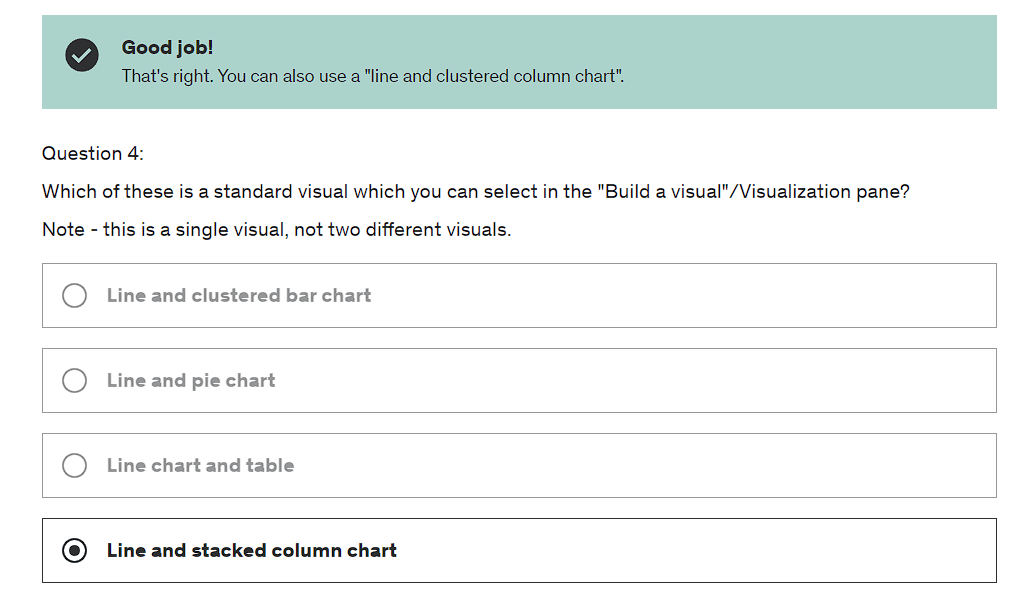 Good job!
That's right. You can also use a "line and clustered column chart".
Question 4:
Which of these is a standard visual which you can select in the "Build a visual"/Visualization pane?
Note - this is a single visual, not two different visuals.
Line and clustered bar chart
Line and pie chart
Line chart and table
Line and stacked column chart